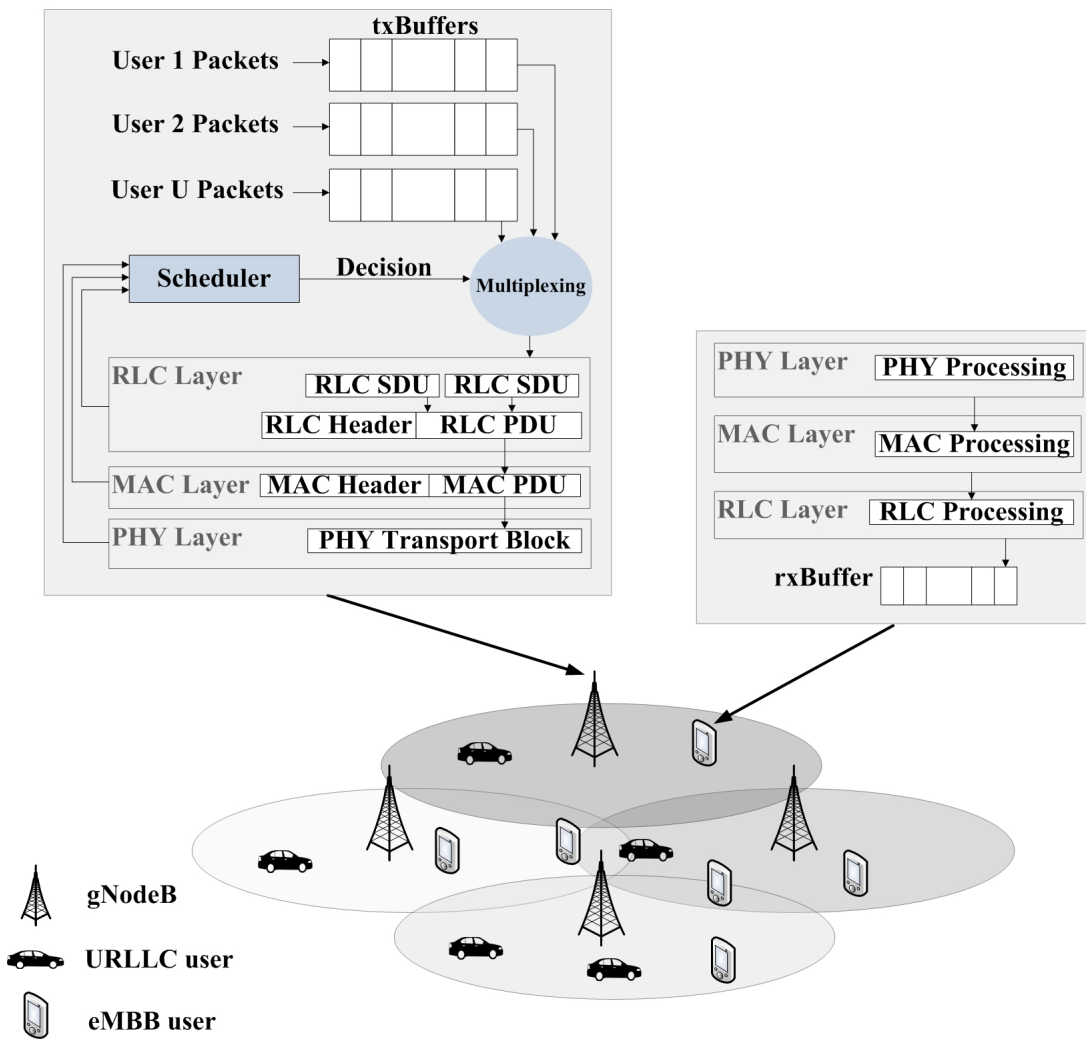 txBuffers
User 1 Packets
User 2 Packets
User U Packets
Scheduler
Decision
Multiplexing
RLC Layer
RLC SDU
RLC SDU
RLC Header
RLC PDU
MAC Layer
MAC Header
MAC PDU
PHY Layer
PHY Transport Block
PHY Layer
PHY Processing
MAC Layer
MAC Processing
RLC Layer
RLC Processing
rxBuffer
gNodeB
URLLC user
eMBB user